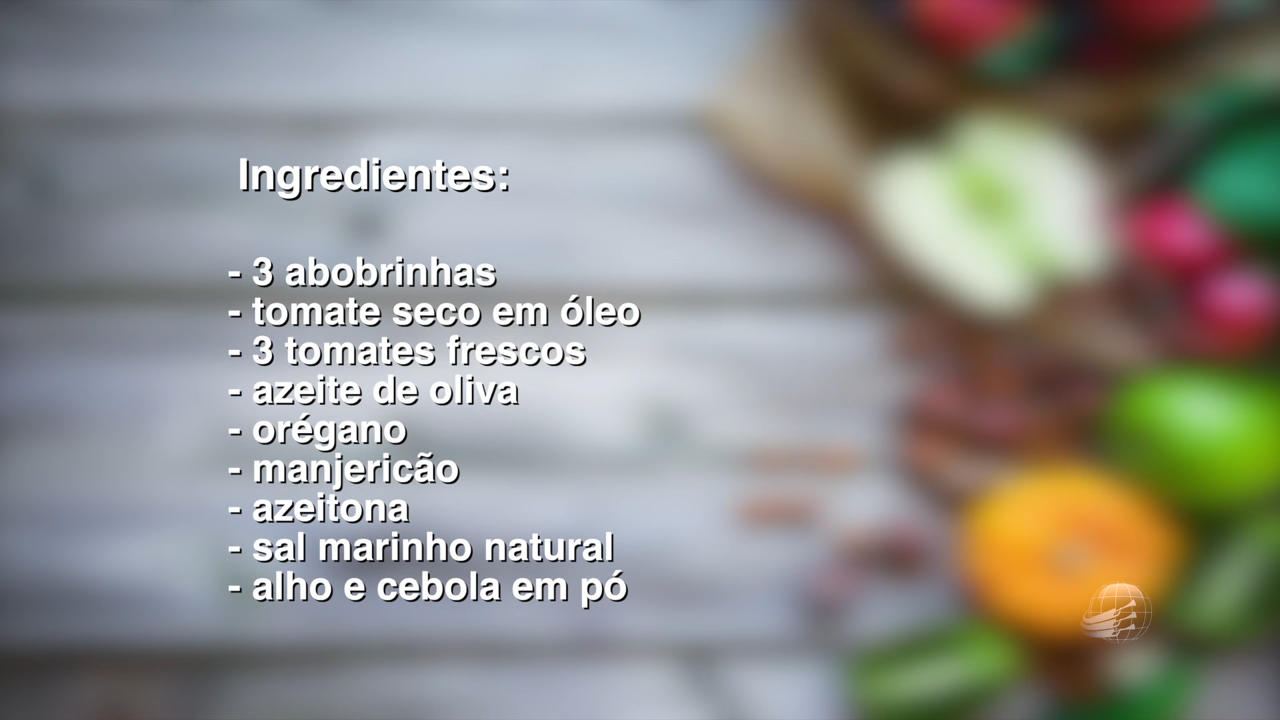 Ingredientes:
- 3 abobrinhas
- tomate seco em óleo
- 3 tomates frescos
- azeite de oliva
- orégano
- manjericão
- azeitona
- sal marinho natural
- alho e cebola em pó